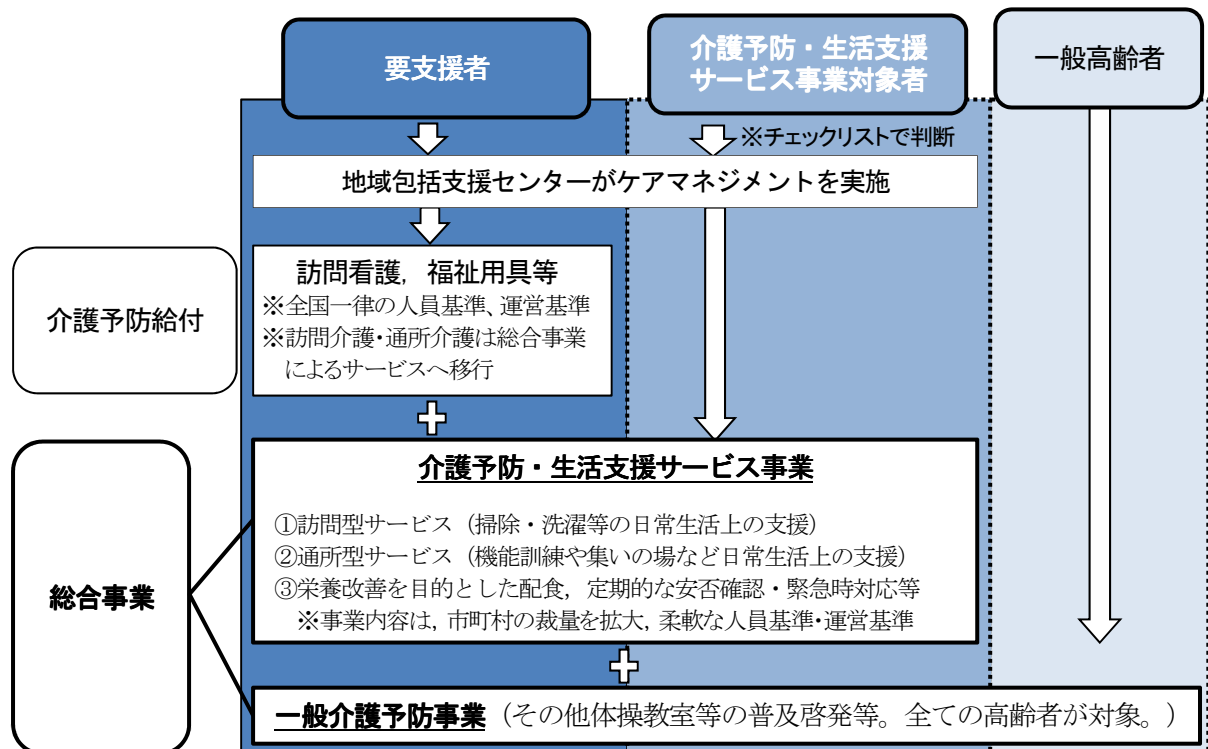 要支援者
介護予防・生活支援
サービス事業対象者
一般高齢者
※チェックリストで判断
地域包括支援センターがケアマネジメントを実施
介護予防給付
訪問看護，福祉用具等
※全国一律の人員基準、運営基準
※訪問介護・通所介護は総合事業
によるサービスへ移行
総合事業
介護予防・生活支援サービス事業
①訪問型サービス（掃除・洗濯等の日常生活上の支援）
②通所型サービス（機能訓練や集いの場など日常生活上の支援）
③栄養改善を目的とした配食，定期的な安否確認・緊急時対応等
※事業内容は，市町村の裁量を拡大，柔軟な人員基準・運営基準
一般介護予防事業（その他体操教室等の普及啓発等。全ての高齢者が対象。）